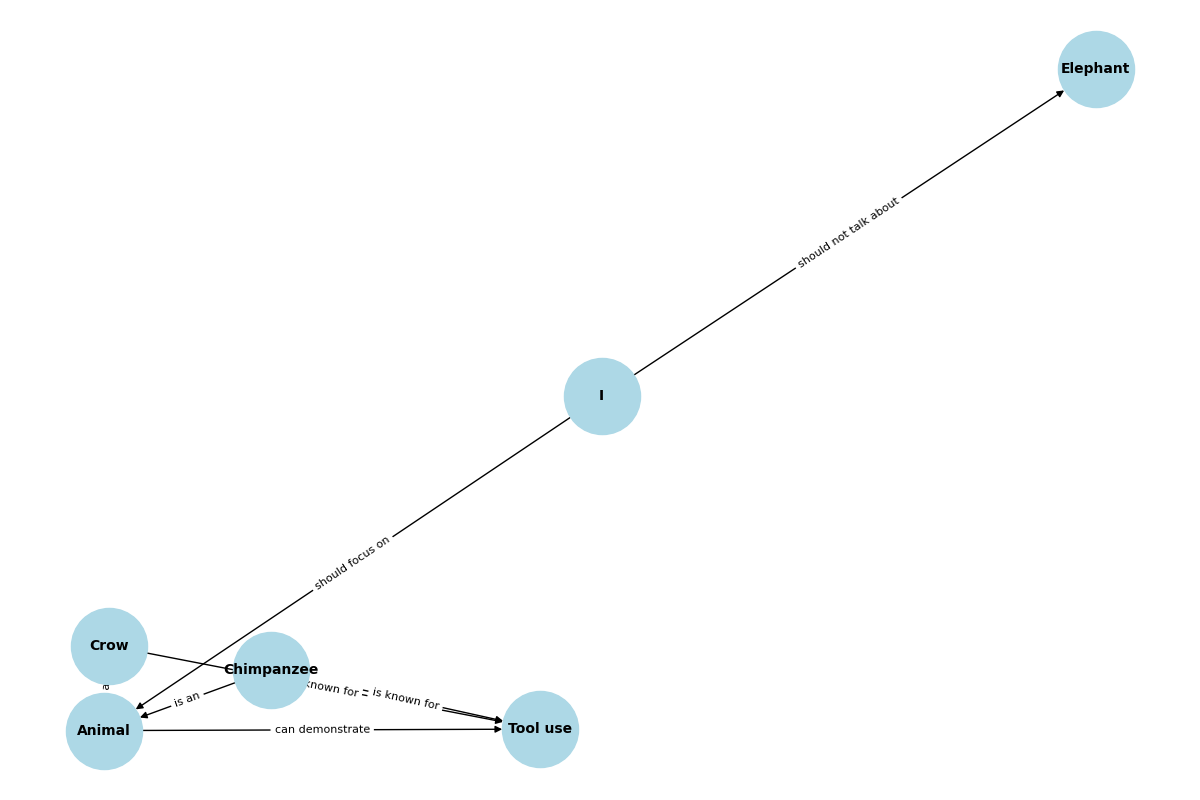 Elephant
should not talk about
I
should focus on
Crow
Chimpanzee
known for
is known for
is an
Animal
can demonstrate
Tool use